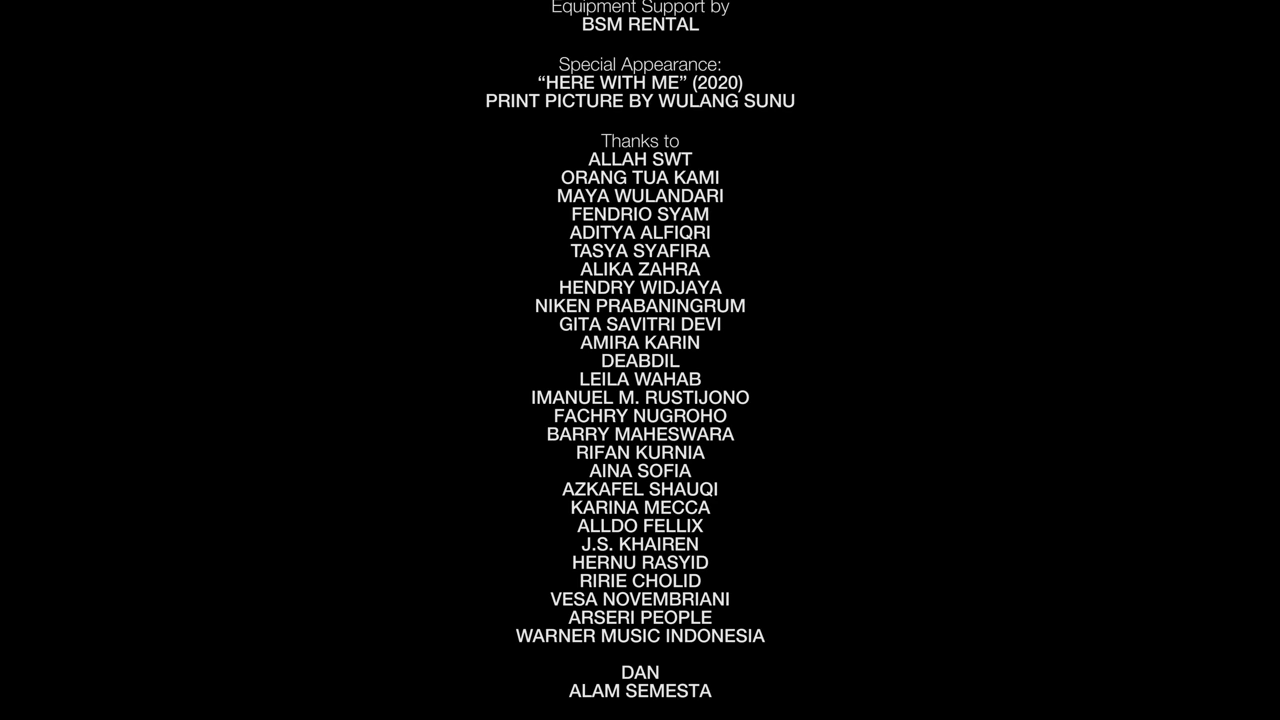 Equipment Support by
BSM RENTAL
Special Appearance:
“HERE WITH ME” (2020)
PRINT PICTURE BY WULANG SUNU
Thanks to
ALLAH SWT
ORANG TUA KAMI
MAYA WULANDARI
FENDRIO SYAM
ADITYA ALFIQRI
TASYA SYAFIRA
ALIKA ZAHRA
HENDRY WIDJAYA
NIKEN PRABANINGRUM
GITA SAVITRI DEVI
AMIRA KARIN
DEABDIL
LEILA WAHAB
IMANUEL M. RUSTIJONO
FACHRY NUGROHO
BARRY MAHESWARA
RIFAN KURNIA
AINA SOFIA
AZKAFEL SHAUQI
KARINA MECCA
ALLDO FELLIX
J.S. KHAIREN
HERNU RASYID
RIRIE CHOLID
VESA NOVEMBRIANI
ARSERI PEOPLE
WARNER MUSIC INDONESIA
DAN
ALAM SEMESTA